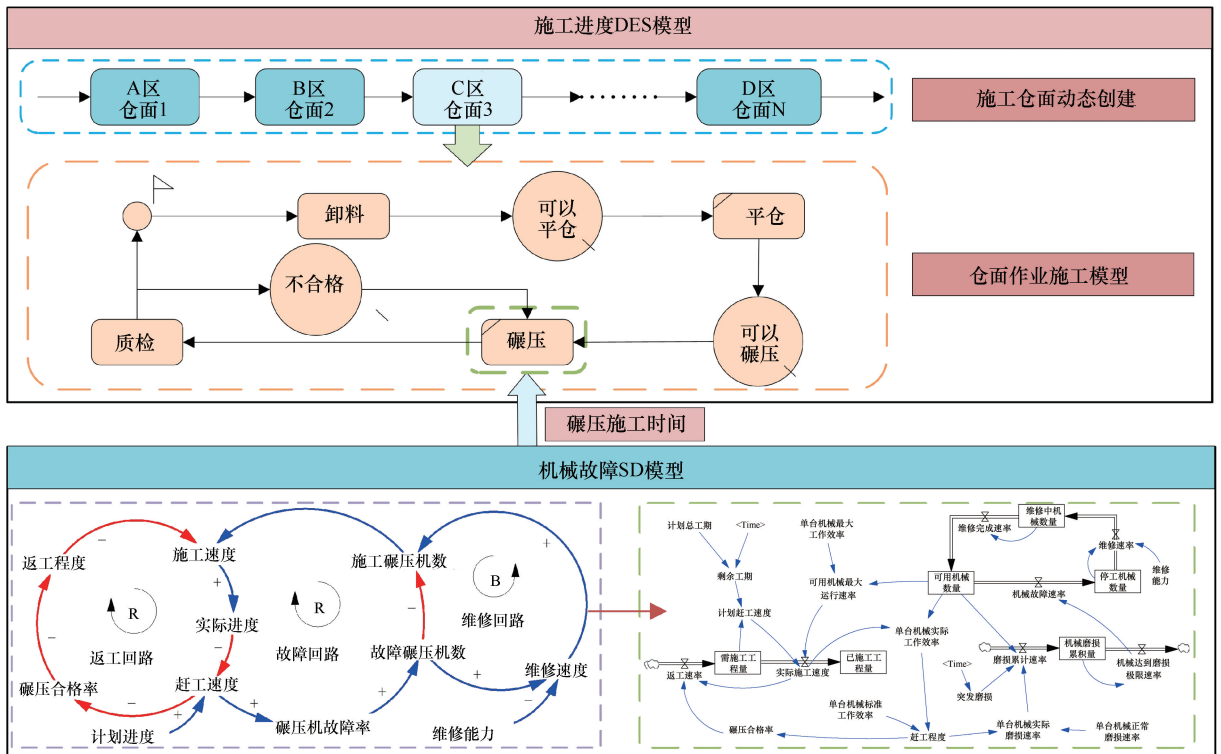 施工进度DES模型
A区
仓面1
B区
仓面2
C区
仓面3
D区
仓面N
施工仓面动态创建
卸料
可以
平仓
平仓
不合格
仓面作业施工模型
质检
碾压
可以
碾压
碾压施工时间
机械故障SD模型
返工程度
施工速度
施工碾压机数
R
返工回路
R
故障回路
B
维修回路
实际进度
故障碾压机数
碾压合格率
赶工速度
维修速度
计划进度
碾压机故障率
维修能力
−
−
+
−
−
+
+
+
−
+
+
−
计划总工期
<Time>
单台机械最大
工作效率
维修完成速率
维修中机
械数量
剩余工期
可用机械最大
运行速率
可用机械
数量
维修速率
维修
能力
停工机械
数量
机械故障速率
计划赶工速度
单台机械实际
工作效率
返工速率
需施工工
程量
实际施工速度
已施工工
程量
磨损累计速率
机械磨损
累积量
机械达到磨损
极限速率
<Time>
突发磨损
单台机械标准
工作效率
碾压合格率
赶工程度
单台机械实际
磨损速率
单台机械正常
磨损速率